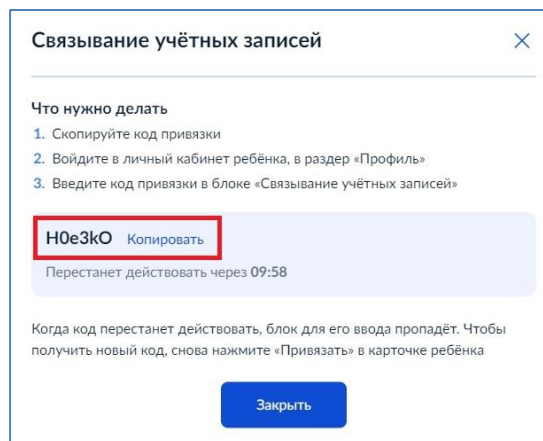 Связывание учётных записей
Что нужно делать
1. Скопируйте код привязки
2. Войдите в личный кабинет ребёнка, в раздер «Профиль»
3. Введите код привязки в блоке «Связывание учётных записей»
H0e3kO Копировать
Перестанет действовать через 09:58
Когда код перестанет действовать, блок для его ввода пропадёт. Чтобы
получить новый код, снова нажмите «Привязать» в карточке ребёнка
Закрыть